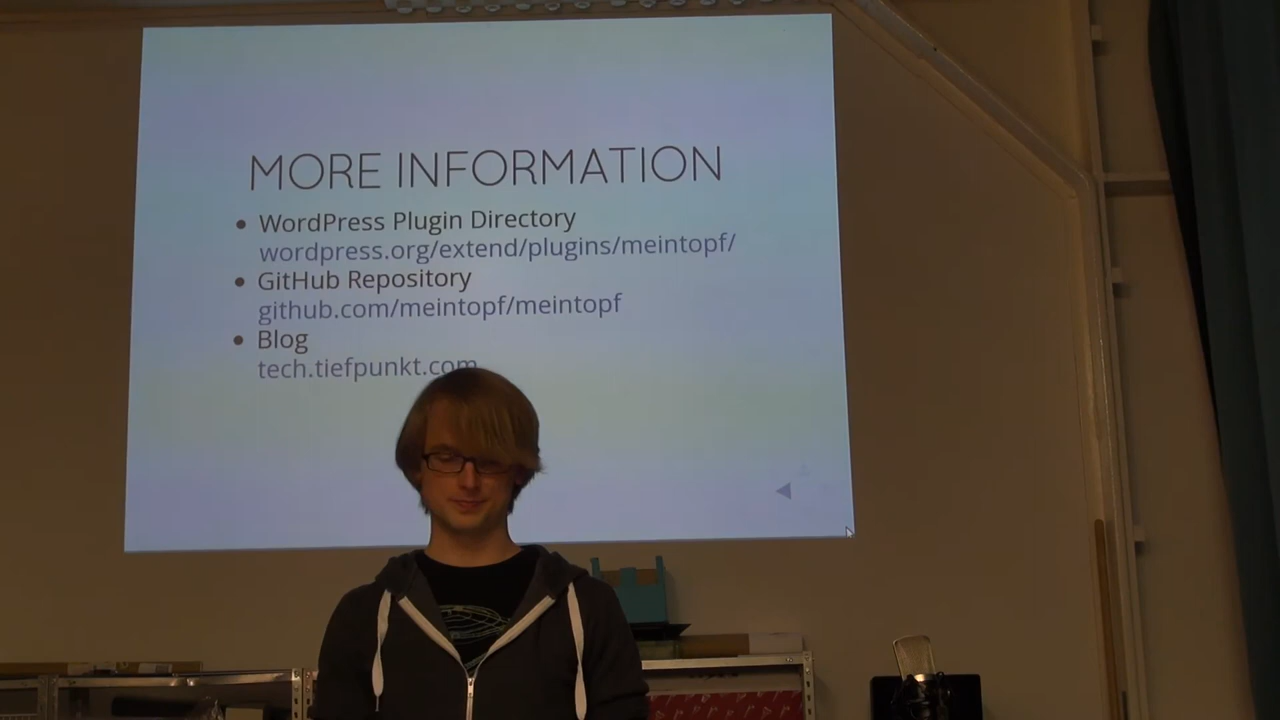 MORE INFORMATION
WordPress Plugin Directory
wordpress.org/extend/plugins/meintopf/
GitHub Repository
github.com/meintopf/meintopf
Blog
tech.tiefpunkt.com